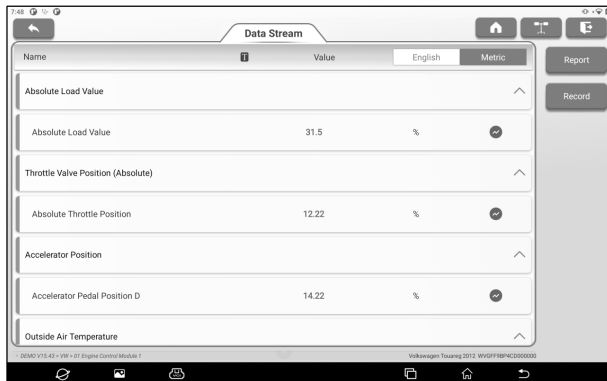 7:48
Data Stream
Name Value English Metric
Report
Absolute Load Value
Record
Absolute Load Value 31.5 %
Throttle Valve Position (Absolute)
Absolute Throttle Position 12.22 %
Accelerator Position
Accelerator Pedal Position D 14.22 %
Outside Air Temperature
DEMO V15.43 > VW > 01 Engine Control Module 1 Volkswagen Touareg 2012 WVGFF9BP4CD000000
VCI